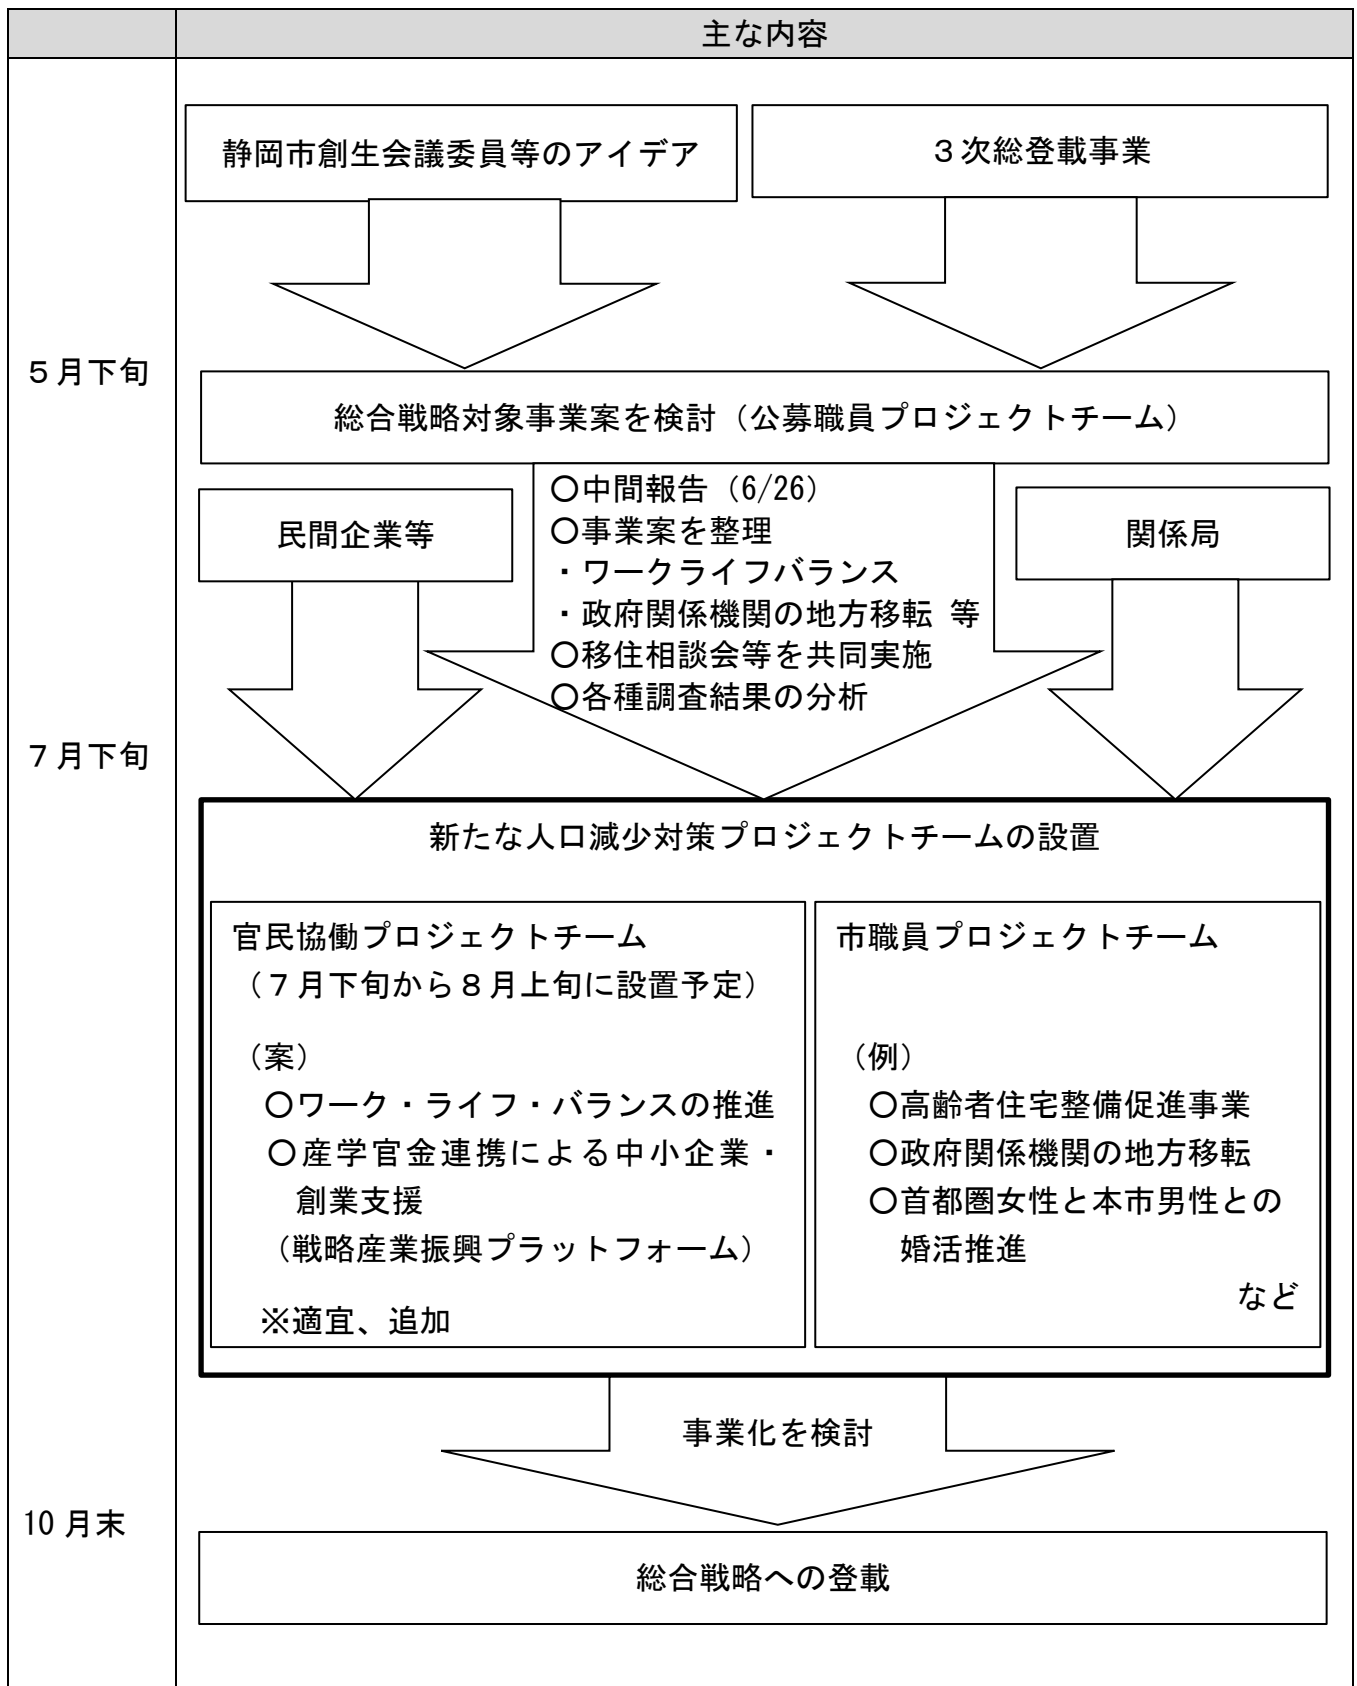 主な内容
静岡市創生会議委員等のアイデア
３次総登載事業
５月下旬
総合戦略対象事業案を検討（公募職員プロジェクトチーム）
民間企業等
○中間報告（6/26）
○事業案を整理
・ワークライフバランス
・政府関係機関の地方移転 等
○移住相談会等を共同実施
○各種調査結果の分析
関係局
７月下旬
新たな人口減少対策プロジェクトチームの設置
官民協働プロジェクトチーム
（７月下旬から８月上旬に設置予定）
（案）
○ワーク・ライフ・バランスの推進
○産学官金連携による中小企業・
創業支援
（戦略産業振興プラットフォーム）
※適宜、追加
市職員プロジェクトチーム
（例）
○高齢者住宅整備促進事業
○政府関係機関の地方移転
○首都圏女性と本市男性との
婚活推進
など
事業化を検討
10月末
総合戦略への登載